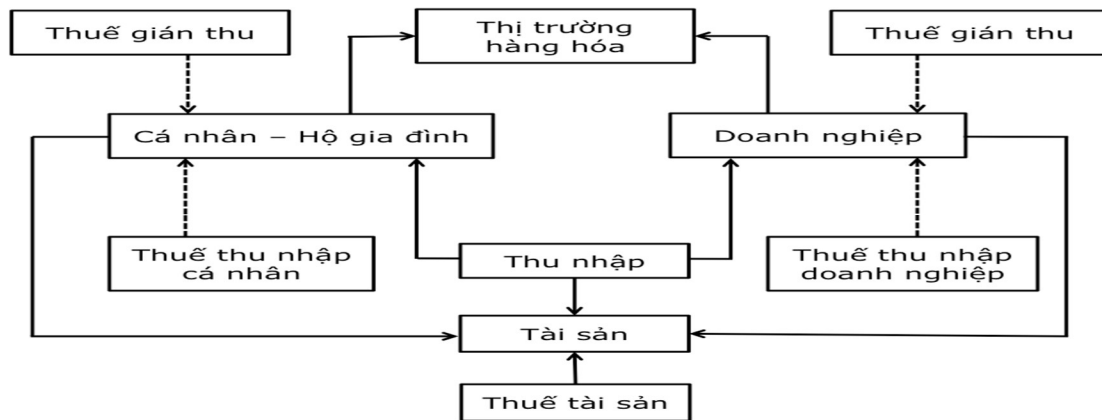 Thuế gián thu
Thị trường
hàng hóa
Thuế gián thu
Cá nhân – Hộ gia đình
Doanh nghiệp
Thuế thu nhập
cá nhân
Thu nhập
Thuế thu nhập
doanh nghiệp
Tài sản
Thuế tài sản